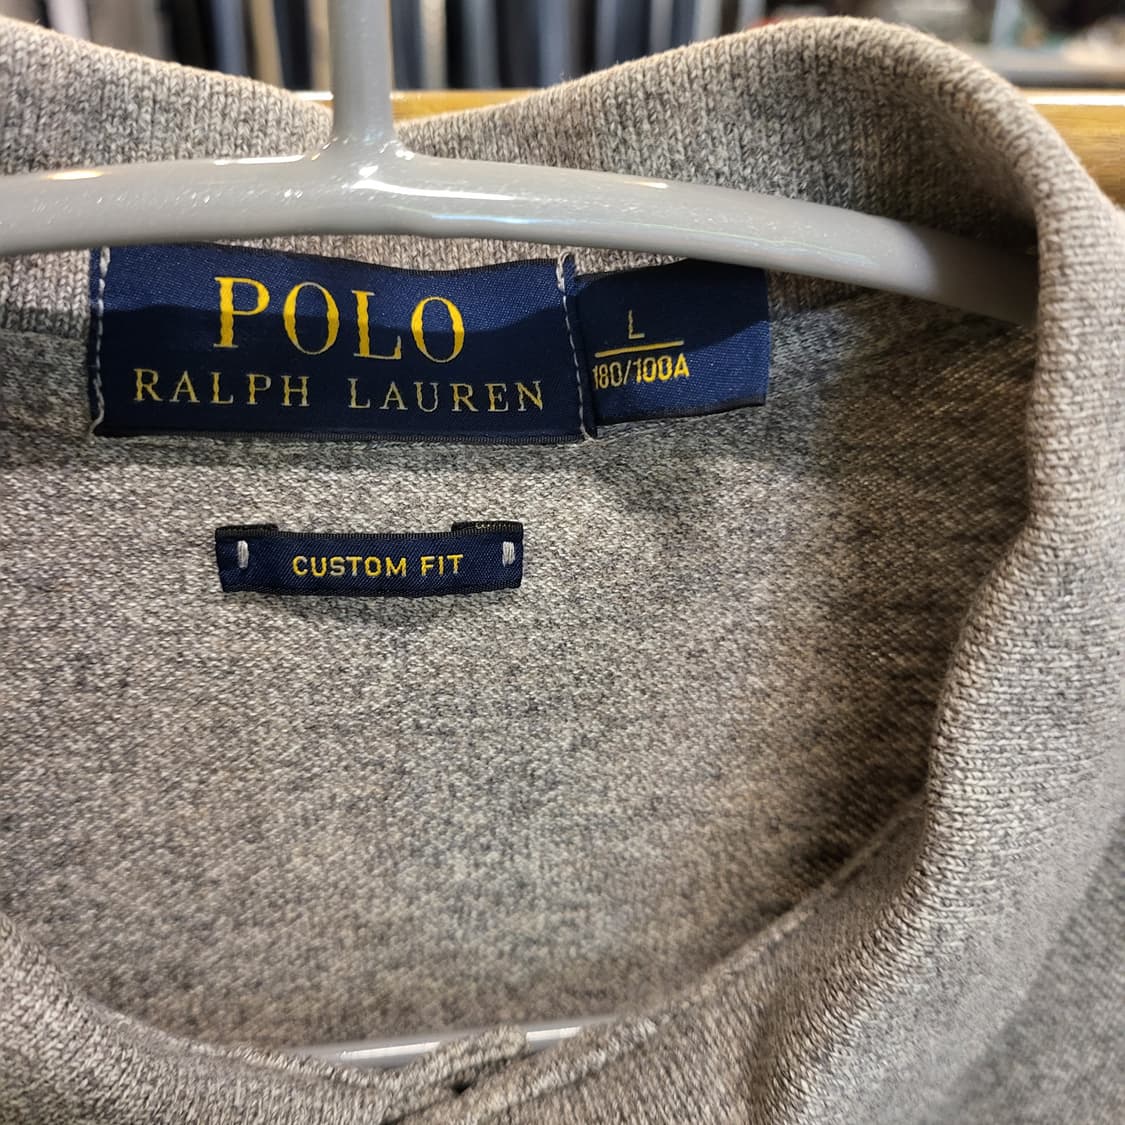 POLO
RALPH LAUREN
L
180/100A
CUSTOM FIT